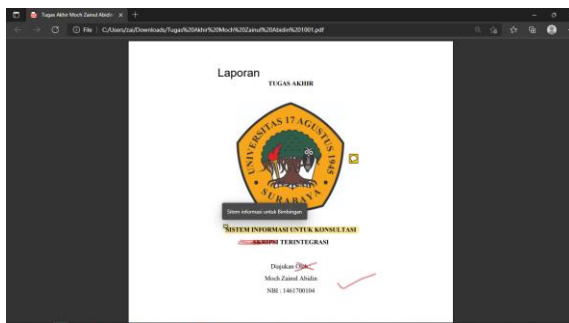 Tugas Akhir Moch Zainul Abidin
File | C:/Users/zai/Downloads/Tugas%20Akhir%20Moch%20Zainul%20Abidin%201001.pdf
Laporan
TUGAS AKHIR
UNIVERSITAS 17 AGUSTUS 1945
SURABAYA
Sitem informasi untuk Bimbingan
SISTEM INFORMASI UNTUK KONSULTASI
SKRIPSI TERINTEGRASI
Diajukan Oleh
Moch Zainul Abidin
NBI : 1461700104